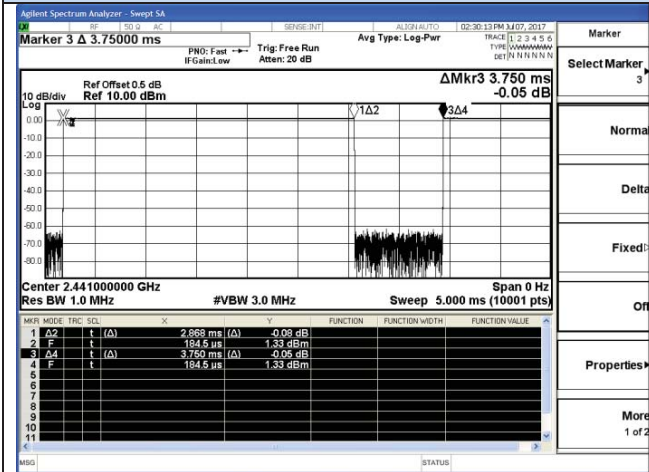 Agilent Spectrum Analyzer - Swept SA
RF 50 Ω AC SENSE:INT ALIGN AUTO 02:30:13 PM Jul 07, 2017
Marker 3 Δ 3.75000 ms
PNO: Fast
IFGain:Low
Trig: Free Run
Atten: 20 dB
Avg Type: Log-Pwr
TRACE 1 2 3 4 5 6
TYPE WWWWWW
DET N N N N N N
Ref Offset 0.5 dB
10 dB/div Ref 10.00 dBm
Log
ΔMkr3 3.750 ms
-0.05 dB
1Δ2
3Δ4
0.00
-10.0
-20.0
-30.0
-40.0
-50.0
-60.0
-70.0
-80.0
Center 2.441000000 GHz Span 0 Hz
Res BW 1.0 MHz #VBW 3.0 MHz Sweep 5.000 ms (10001 pts)
MKR MODE TRC SCL X Y FUNCTION FUNCTION WIDTH FUNCTION VALUE
1 Δ2 t (Δ) 2.868 ms (Δ) -0.08 dB
2 F t 184.5 µs 1.33 dBm
3 Δ4 t (Δ) 3.750 ms (Δ) -0.05 dB
4 F t 184.5 µs 1.33 dBm
5
6
7
8
9
10
11
MSG STATUS
Marker
Select Marker
3
Normal
Delta
Fixed
Off
Properties
More
1 of 2